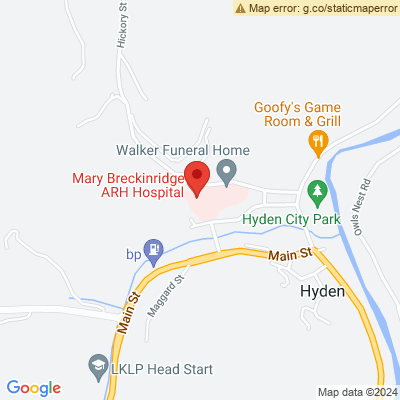 Map error: g.co/staticmaperror
Hickory St
Goofy's Game
Room & Grill
Walker Funeral Home
Mary Breckinridge
ARH Hospital
Owls Nest Rd
Hyden City Park
bp
Main St
Hyden
Maggard St
Main St
LKLP Head Start
Google
Map data ©2024